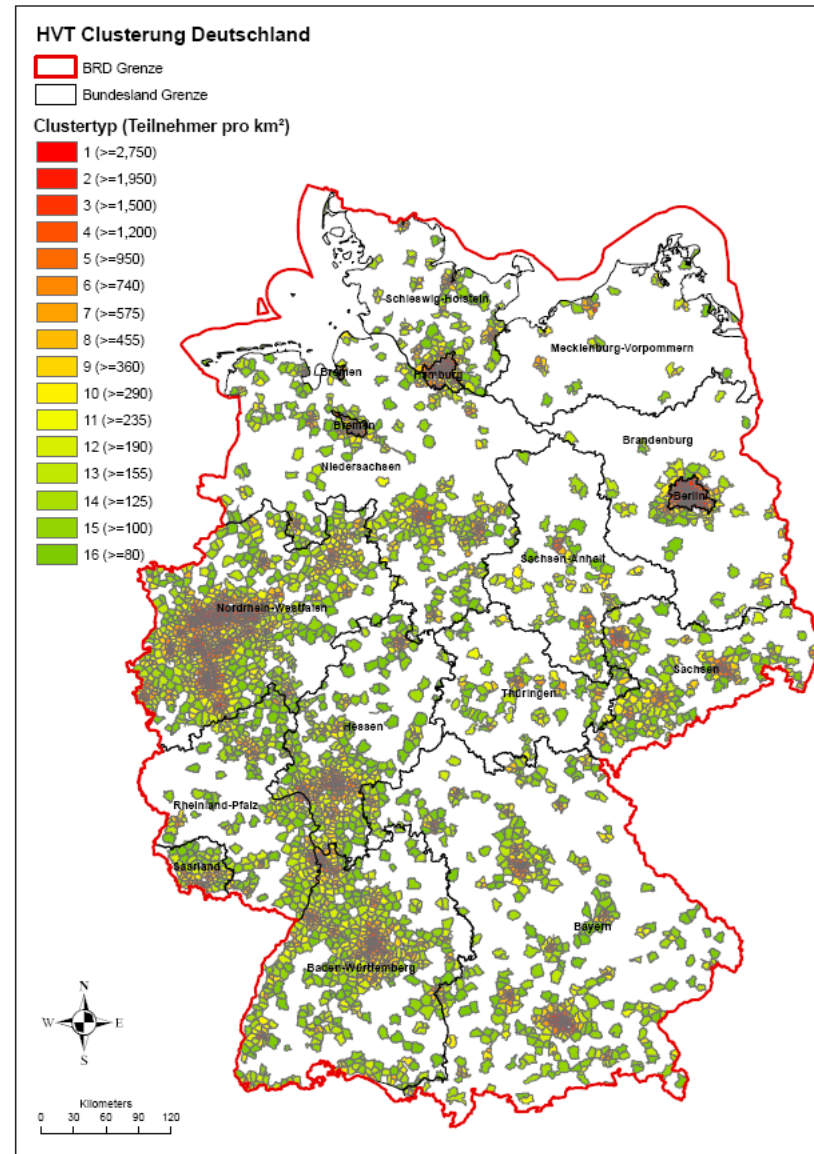 HVT Clusterung Deutschland
BRD Grenze
Bundesland Grenze
Clustertyp (Teilnehmer pro km²)
1 (>=2,750)
2 (>=1,950)
3 (>=1,500)
4 (>=1,200)
5 (>=950)
6 (>=740)
7 (>=575)
8 (>=455)
9 (>=360)
10 (>=290)
11 (>=235)
12 (>=190)
13 (>=155)
14 (>=125)
15 (>=100)
16 (>=80)
Schleswig-Holstein
Mecklenburg-Vorpommern
Bremen
Hamburg
Bremen
Brandenburg
Niedersachsen
Berlin
Sachsen-Anhalt
Nordrhein-Westfalen
Sachsen
Thüringen
Hessen
Rheinland-Pfalz
Saarland
Bayern
Baden-Württemberg
N
W E
S
Kilometers
0 30 60 90 120